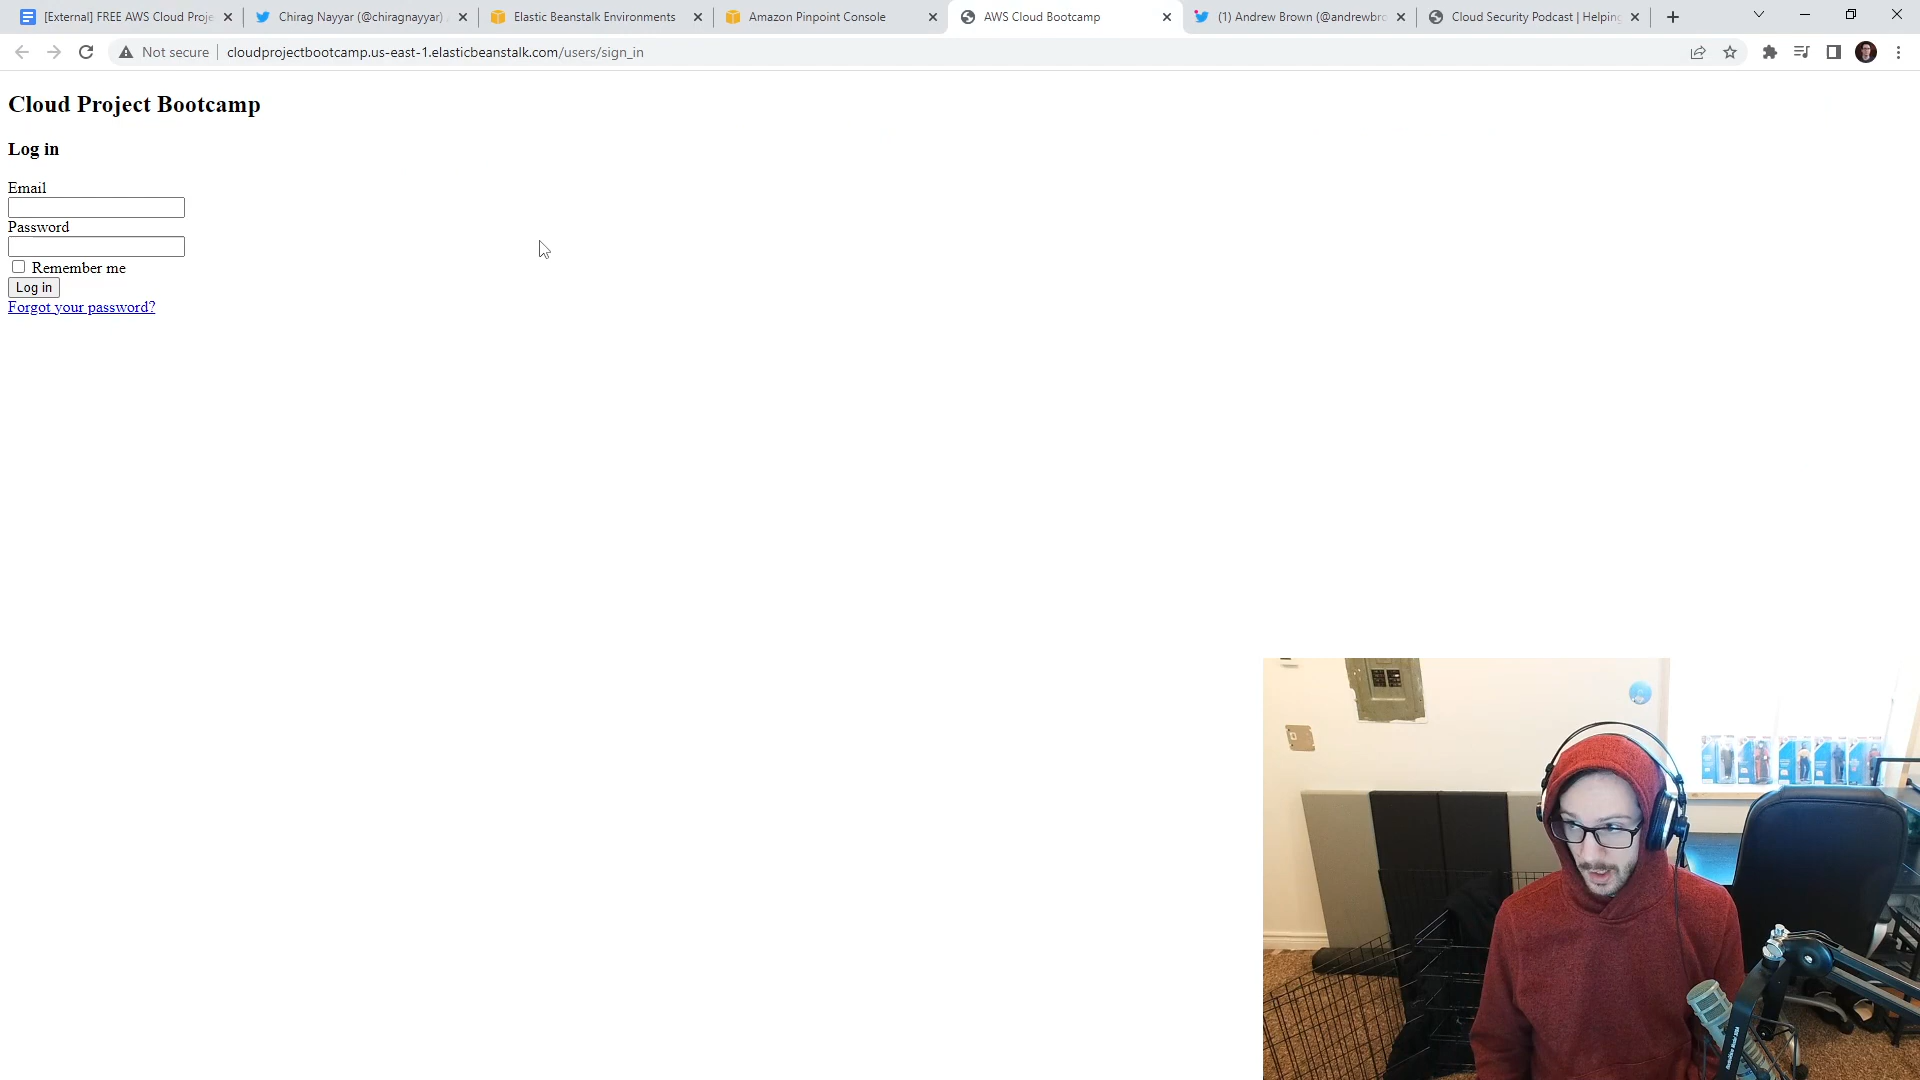 [External] FREE AWS Cloud Proje
Chirag Nayyar (@chiragnayyar)
Elastic Beanstalk Environments
Amazon Pinpoint Console
AWS Cloud Bootcamp
(1) Andrew Brown (@andrewbro
Cloud Security Podcast | Helping
Not secure
cloudprojectbootcamp.us-east-1.elasticbeanstalk.com/users/sign_in
Cloud Project Bootcamp
Log in
Email
Password
Remember me
Log in
Forgot your password?